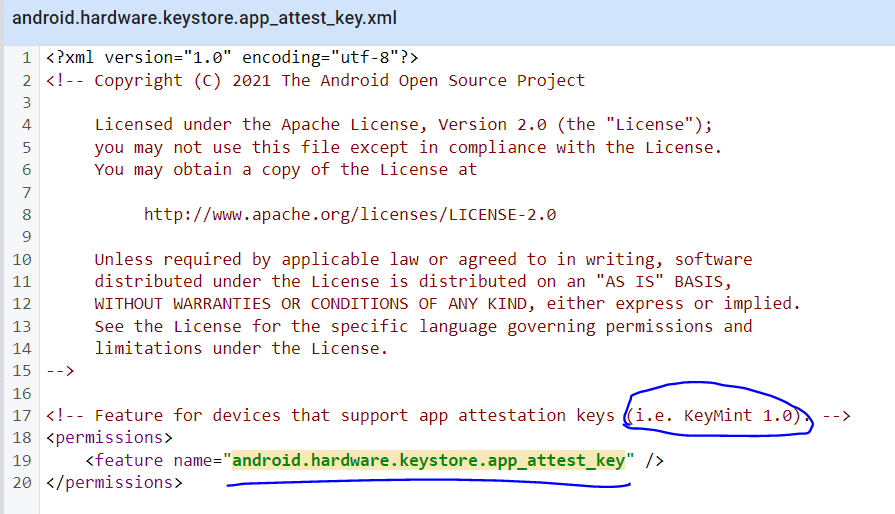 android.hardware.keystore.app_attest_key.xml
1 <?xml version="1.0" encoding="utf-8"?>
2 <!-- Copyright (C) 2021 The Android Open Source Project
3
4 Licensed under the Apache License, Version 2.0 (the "License");
5 you may not use this file except in compliance with the License.
6 You may obtain a copy of the License at
7
8 http://www.apache.org/licenses/LICENSE-2.0
9
10 Unless required by applicable law or agreed to in writing, software
11 distributed under the License is distributed on an "AS IS" BASIS,
12 WITHOUT WARRANTIES OR CONDITIONS OF ANY KIND, either express or implied.
13 See the License for the specific language governing permissions and
14 limitations under the License.
15 -->
16
17 <!-- Feature for devices that support app attestation keys (i.e. KeyMint 1.0). -->
18 <permissions>
19 <feature name="android.hardware.keystore.app_attest_key" />
20 </permissions>